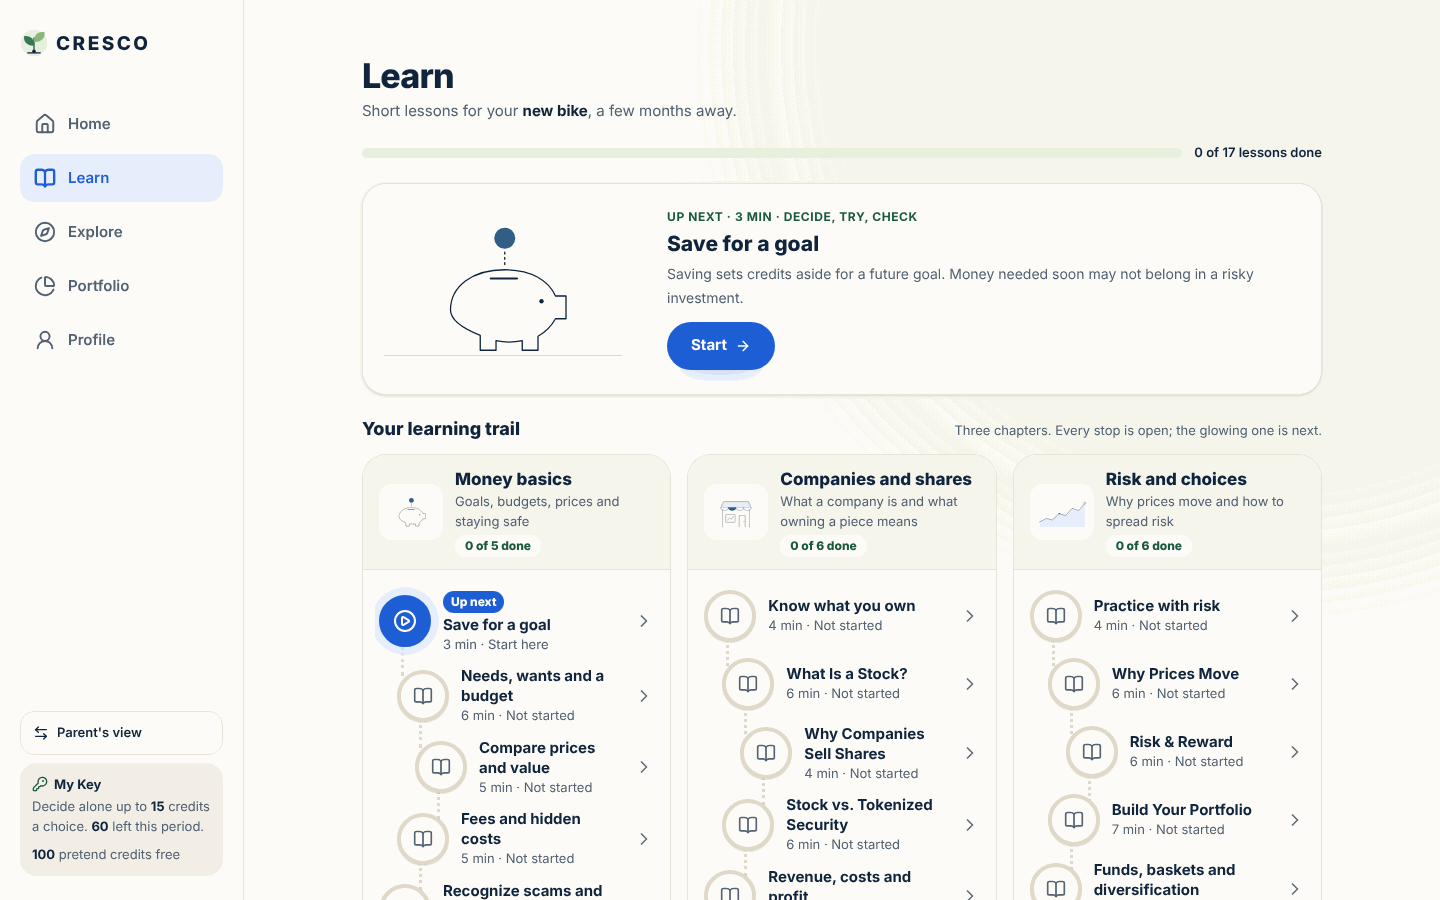 CRESCO
Home
Learn
Explore
Portfolio
Profile
Parent's view
My Key
Decide alone up to 15 credits
a choice. 60 left this period.
100 pretend credits free
Learn
Short lessons for your new bike, a few months away.
0 of 17 lessons done
UP NEXT · 3 MIN · DECIDE, TRY, CHECK
Save for a goal
Saving sets credits aside for a future goal. Money needed soon may not belong in a risky
investment.
Start
Your learning trail
Three chapters. Every stop is open; the glowing one is next.
Money basics
Goals, budgets, prices and
staying safe
0 of 5 done
Up next
Save for a goal
3 min · Start here
Needs, wants and a
budget
6 min · Not started
Compare prices
and value
5 min · Not started
Fees and hidden
costs
5 min · Not started
Recognize scams and
Companies and shares
What a company is and what
owning a piece means
0 of 6 done
Know what you own
4 min · Not started
What Is a Stock?
6 min · Not started
Why Companies
Sell Shares
4 min · Not started
Stock vs. Tokenized
Security
6 min · Not started
Revenue, costs and
profit
Risk and choices
Why prices move and how to
spread risk
0 of 6 done
Practice with risk
4 min · Not started
Why Prices Move
6 min · Not started
Risk & Reward
6 min · Not started
Build Your Portfolio
7 min · Not started
Funds, baskets and
diversification